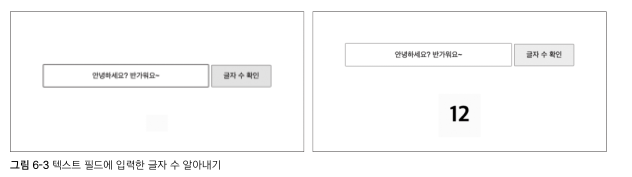 안녕하세요? 반가워요~ 글자 수 확인
안녕하세요? 반가워요~ 글자 수 확인
12
그림 6-3 텍스트 필드에 입력한 글자 수 알아내기